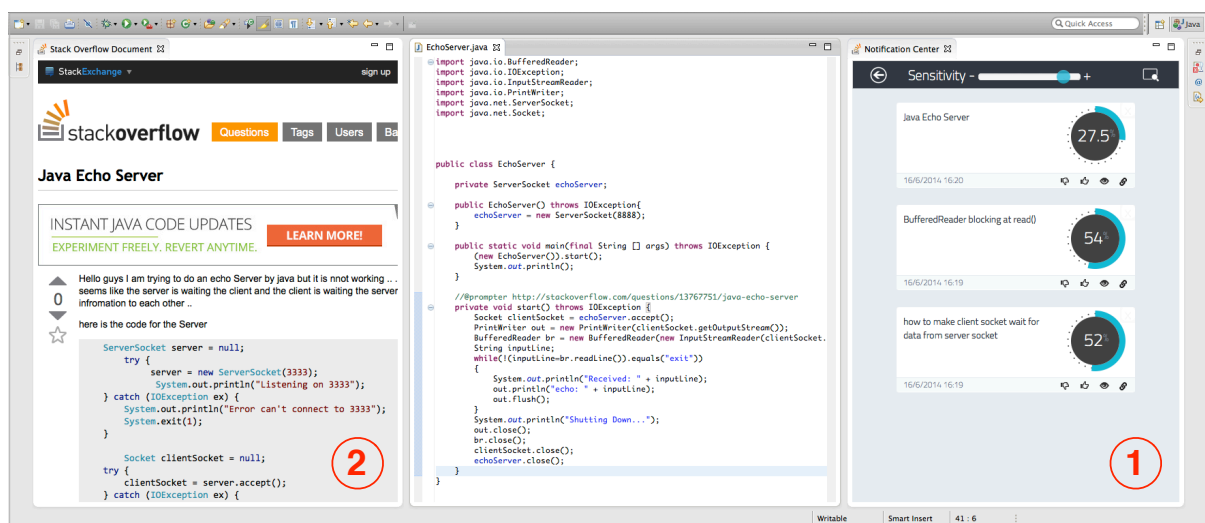 Quick Access
Java
Stack Overflow Document
StackExchange
sign up
stackoverflow
Questions
Tags
Users
Ba
Java Echo Server
INSTANT JAVA CODE UPDATES
EXPERIMENT FREELY. REVERT ANYTIME.
LEARN MORE!
Hello guys I am trying to do an echo Server by java but it is nnot working .. .
seems like the server is waiting the client and the client is waiting the server
infromation to each other ..
0
here is the code for the Server
ServerSocket server = null;
try {
server = new ServerSocket(3333);
System.out.println("Listening on 3333");
} catch (IOException ex) {
System.out.println("Error can't connect to 3333");
System.exit(1);
}
Socket clientSocket = null;
try {
clientSocket = server.accept();
} catch (IOException ex) {
2
EchoServer.java
import java.io.BufferedReader;
import java.io.IOException;
import java.io.InputStreamReader;
import java.io.PrintWriter;
import java.net.ServerSocket;
import java.net.Socket;
public class EchoServer {
private ServerSocket echoServer;
public EchoServer() throws IOException{
echoServer = new ServerSocket(8888);
}
public static void main(final String [] args) throws IOException {
(new EchoServer()).start();
System.out.println();
}
//@prompter http://stackoverflow.com/questions/13767751/java-echo-server
private void start() throws IOException {
Socket clientSocket = echoServer.accept();
PrintWriter out = new PrintWriter(clientSocket.getOutputStream());
BufferedReader br = new BufferedReader(new InputStreamReader(clientSocket.
String inputLine;
while(!(inputLine=br.readLine()).equals("exit"))
{
System.out.println("Received: " + inputLine);
out.println("echo: " + inputLine);
out.flush();
}
System.out.println("Shutting Down...");
out.close();
br.close();
clientSocket.close();
echoServer.close();
}
}
Notification Center
Sensitivity - +
Java Echo Server
27.5%
16/6/2014 16:20
BufferedReader blocking at read()
54%
16/6/2014 16:19
how to make client socket wait for
data from server socket
52%
16/6/2014 16:19
1
Writable
Smart Insert
41 : 6